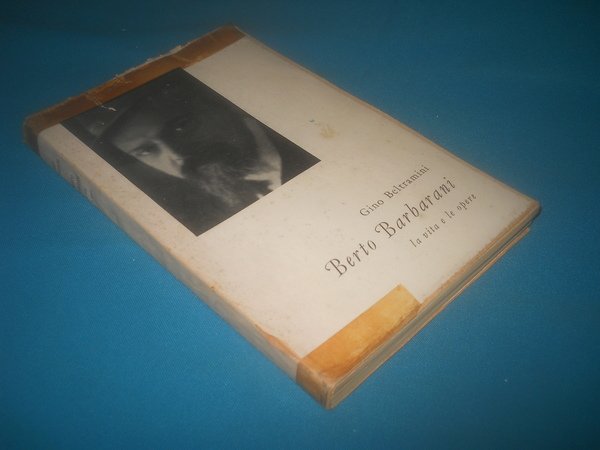 Gino Beltramini
Berto Barbarani
la vita e le opere